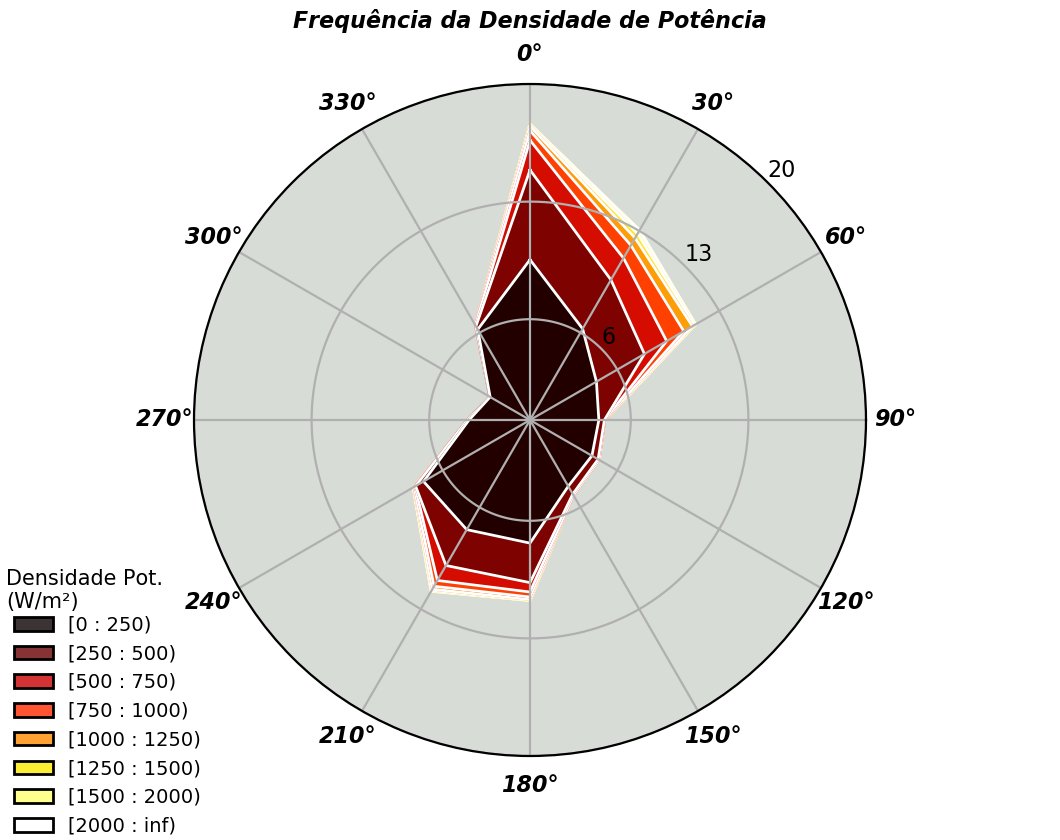 Frequência da Densidade de Potência
0°
330°
30°
20
300°
60°
13
6
270°
90°
240°
120°
210°
150°
180°
Densidade Pot.
(W/m²)
[0 : 250)
[250 : 500)
[500 : 750)
[750 : 1000)
[1000 : 1250)
[1250 : 1500)
[1500 : 2000)
[2000 : inf)